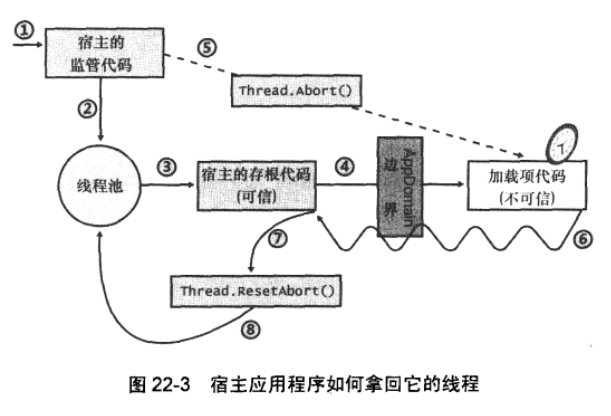 ①
宿主的
监管代码
⑤
Thread.Abort()
②
线程池
③
宿主的存根代码
(可信)
④
AppDomain
边
界
加载项代码
(不可信)
⑥
⑦
Thread.ResetAbort()
⑧
图 22-3 宿主应用程序如何拿回它的线程